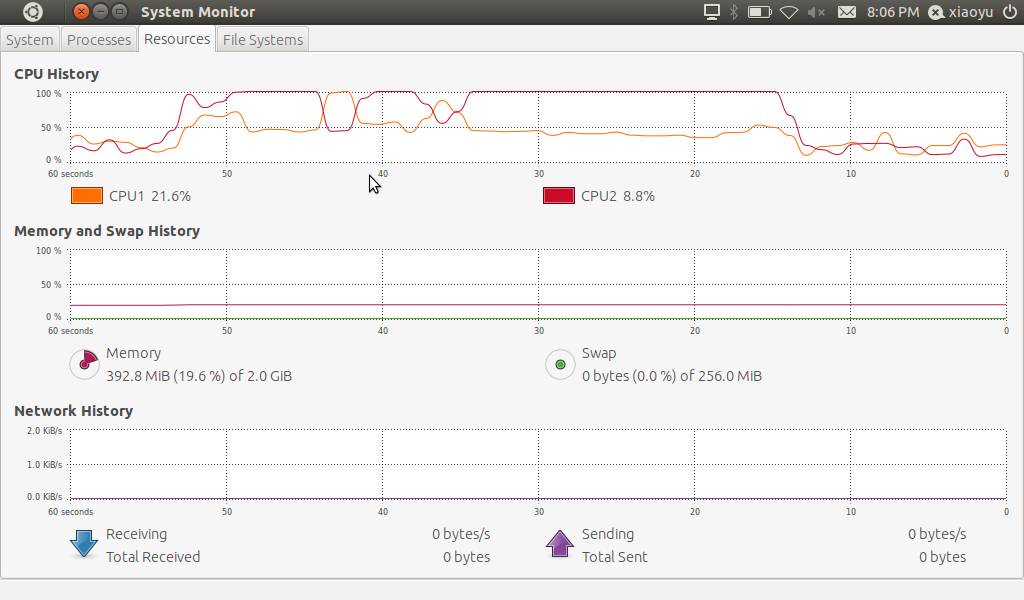 System Monitor 8:06 PM xiaoyu
System Processes Resources File Systems
CPU History
100 %
50 %
0 %
60 seconds 50 40 30 20 10 0
CPU1 21.6% CPU2 8.8%
Memory and Swap History
100 %
50 %
0 %
60 seconds 50 40 30 20 10 0
Memory Swap
392.8 MiB (19.6 %) of 2.0 GiB 0 bytes (0.0 %) of 256.0 MiB
Network History
2.0 KiB/s
1.0 KiB/s
0.0 KiB/s
60 seconds 50 40 30 20 10 0
Receiving 0 bytes/s Sending 0 bytes/s
Total Received 0 bytes Total Sent 0 bytes